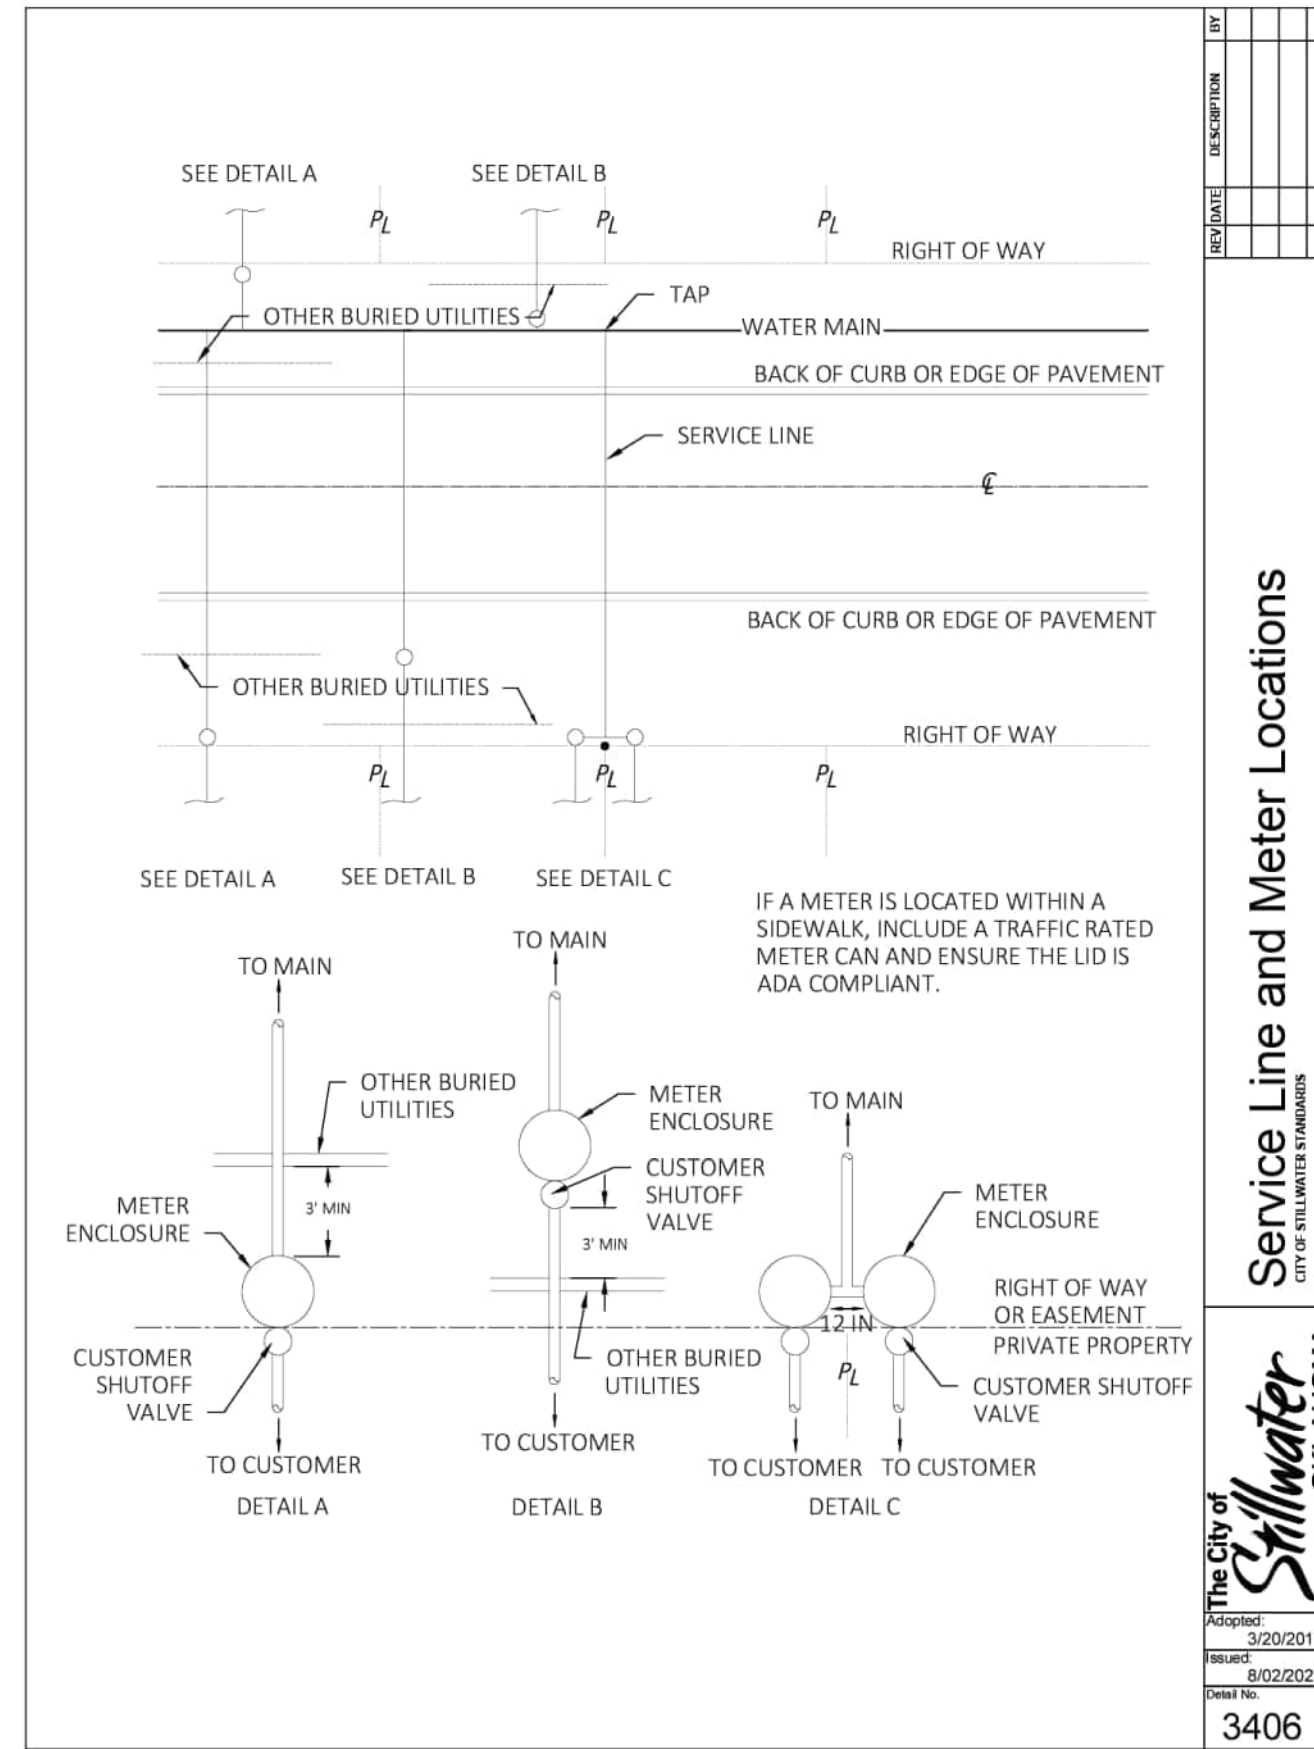 SEE DETAIL A
SEE DETAIL B
PL
PL
PL
RIGHT OF WAY
TAP
OTHER BURIED UTILITIES
WATER MAIN
BACK OF CURB OR EDGE OF PAVEMENT
SERVICE LINE
℄
BACK OF CURB OR EDGE OF PAVEMENT
OTHER BURIED UTILITIES
RIGHT OF WAY
PL
PL
PL
SEE DETAIL A
SEE DETAIL B
SEE DETAIL C
IF A METER IS LOCATED WITHIN A
SIDEWALK, INCLUDE A TRAFFIC RATED
METER CAN AND ENSURE THE LID IS
ADA COMPLIANT.
TO MAIN
OTHER BURIED
UTILITIES
3' MIN
METER
ENCLOSURE
CUSTOMER
SHUTOFF
VALVE
TO CUSTOMER
DETAIL A
TO MAIN
METER
ENCLOSURE
CUSTOMER
SHUTOFF
VALVE
3' MIN
OTHER BURIED
UTILITIES
TO CUSTOMER
DETAIL B
TO MAIN
METER
ENCLOSURE
RIGHT OF WAY
OR EASEMENT
12 IN
PRIVATE PROPERTY
PL
CUSTOMER SHUTOFF
VALVE
TO CUSTOMER
TO CUSTOMER
DETAIL C
REV
DATE
DESCRIPTION
BY
Service Line and Meter Locations
CITY OF STILLWATER STANDARDS
The City of
Stillwater
Adopted:
3/20/201
Issued:
8/02/202
Detail No.
3406